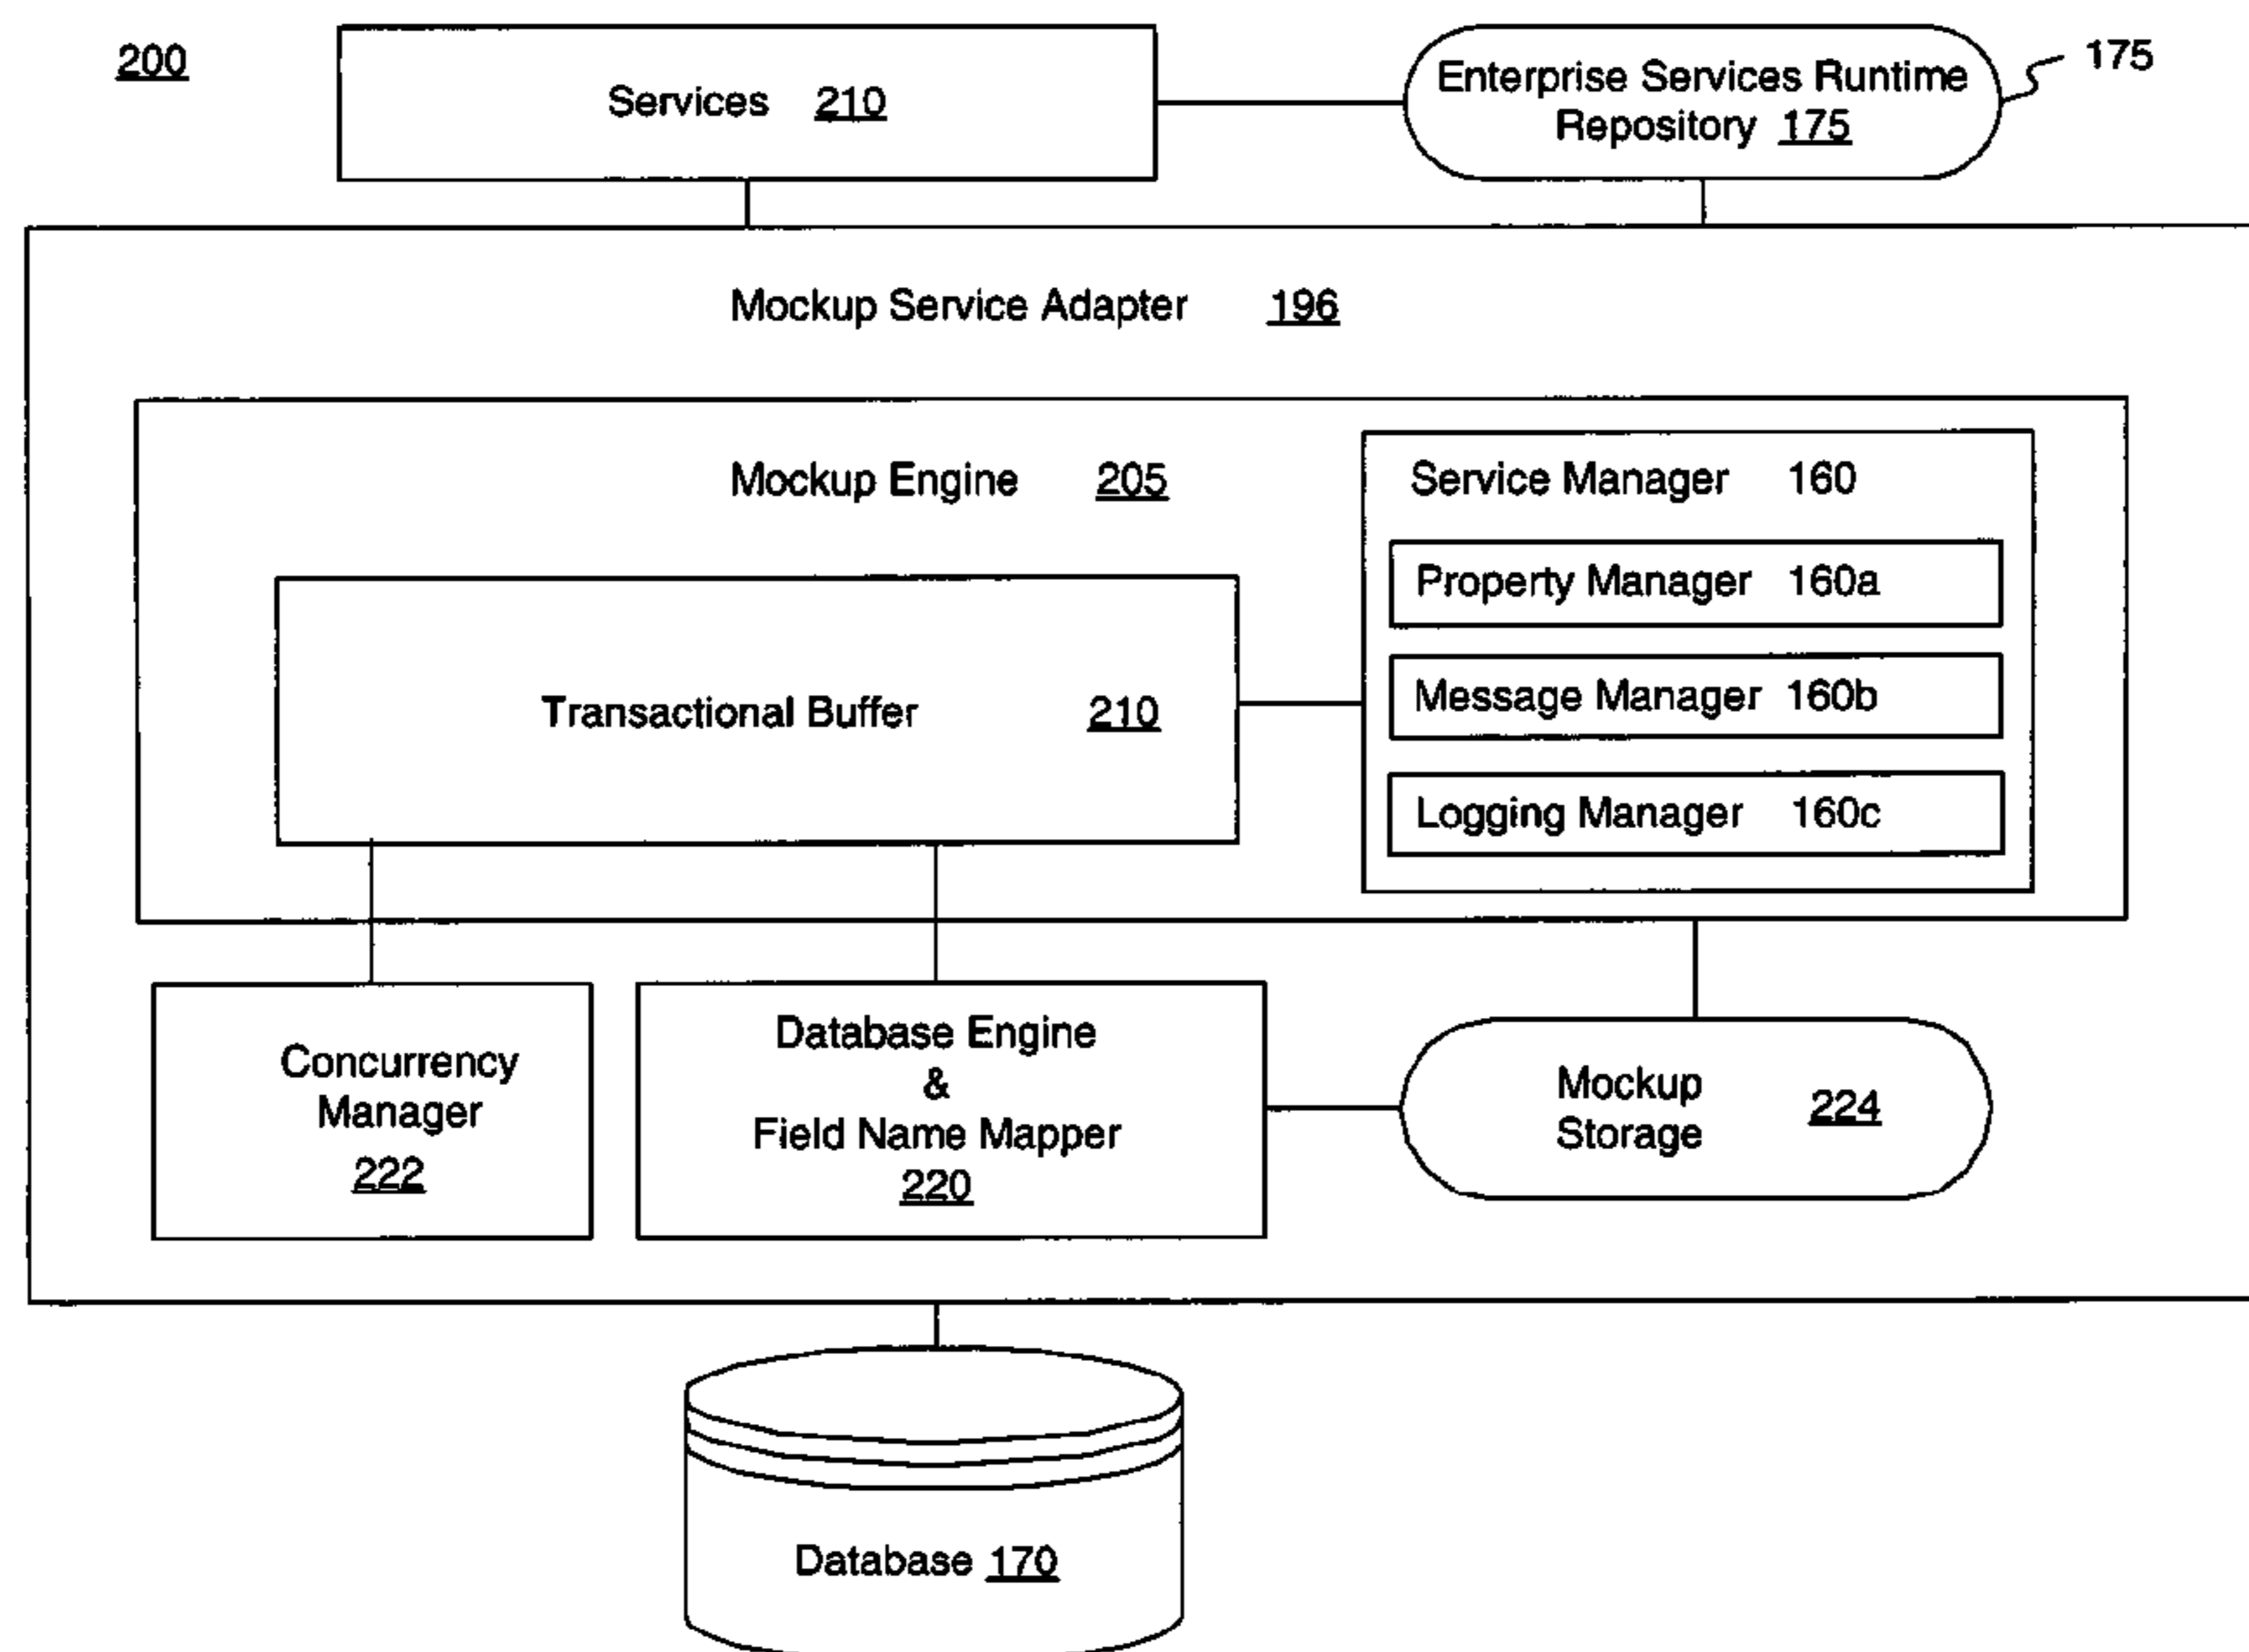 200
Services 210
Enterprise Services Runtime
Repository 175
175
Mockup Service Adapter 196
Mockup Engine 205
Service Manager 160
Property Manager 160a
Message Manager 160b
Logging Manager 160c
Transactional Buffer 210
Concurrency
Manager
222
Database Engine
&
Field Name Mapper
220
Mockup
Storage
224
Database 170